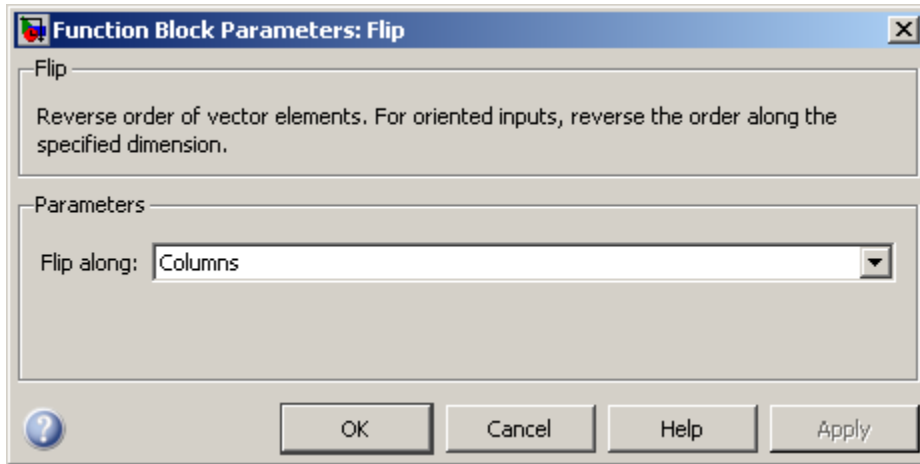 Function Block Parameters: Flip
Flip
Reverse order of vector elements. For oriented inputs, reverse the order along the
specified dimension.
Parameters
Flip along: Columns
OK Cancel Help Apply